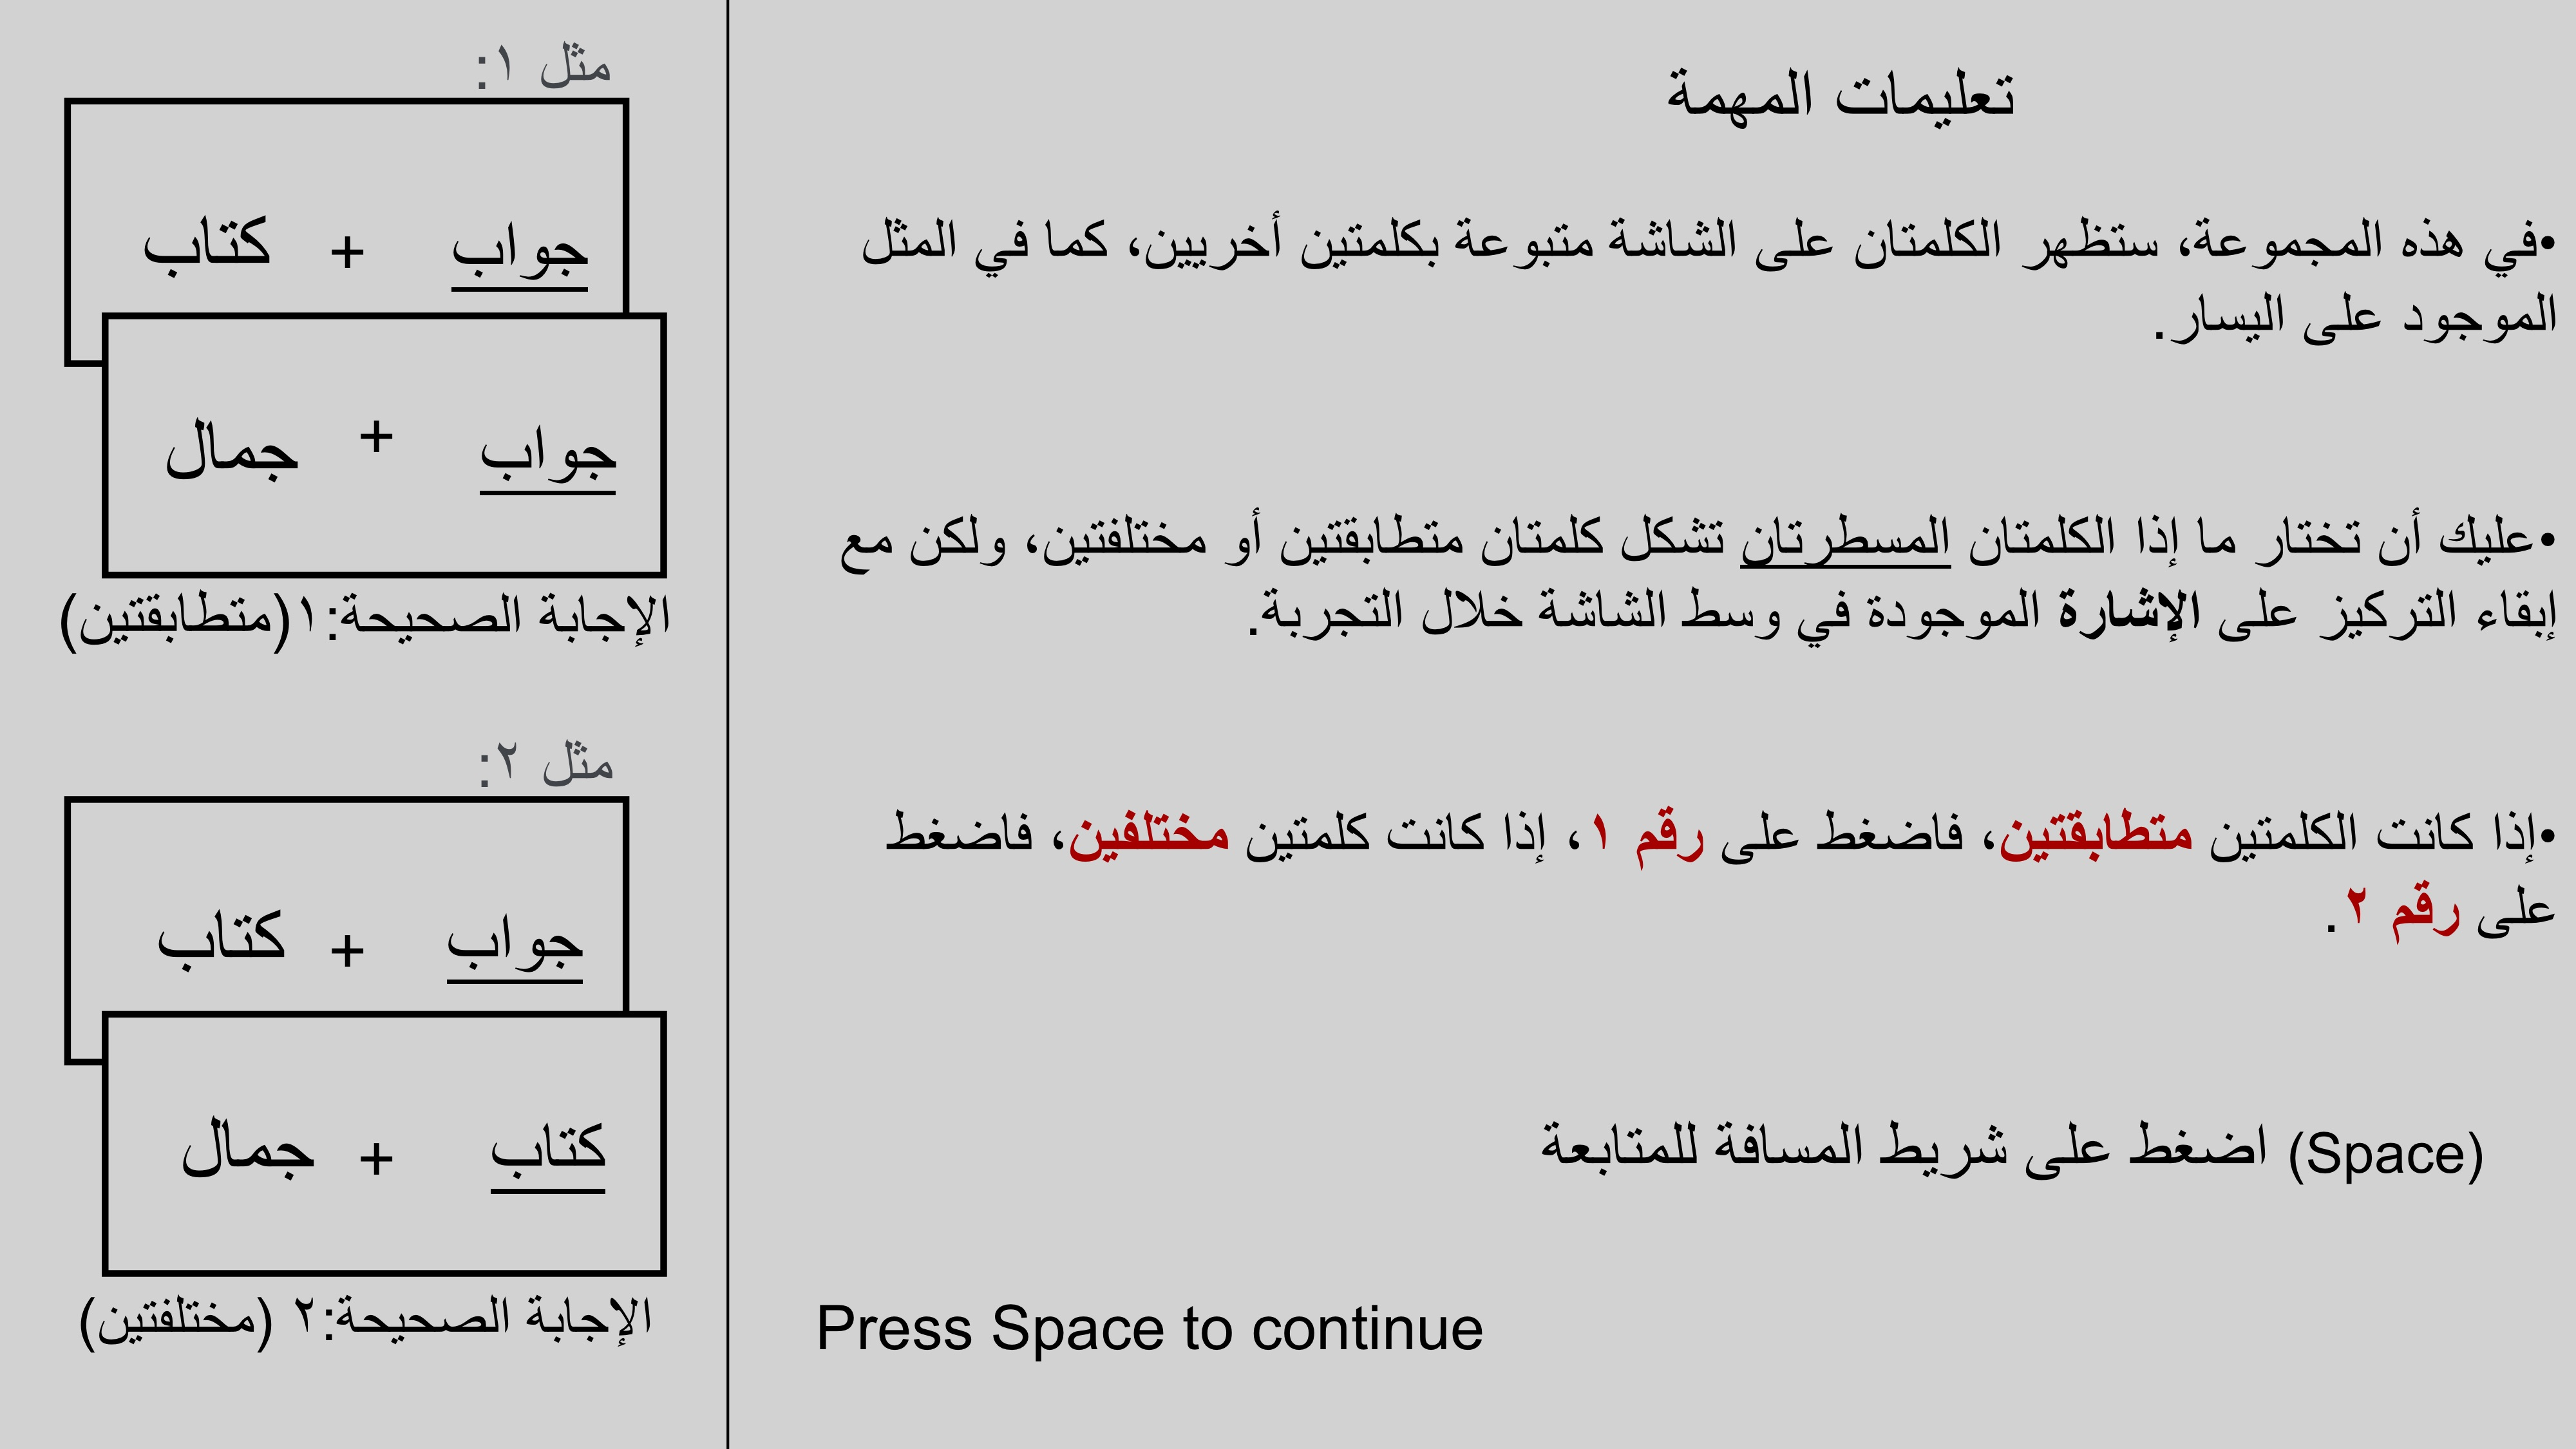 تعليمات المهمة
•في هذه المجموعة، ستظهر الكلمتان على الشاشة متبوعة بكلمتين أخريين، كما في المثل
الموجود على اليسار.
•عليك أن تختار ما إذا الكلمتان المسطرتان تشكل كلمتان متطابقتين أو مختلفتين، ولكن مع
إبقاء التركيز على الإشارة الموجودة في وسط الشاشة خلال التجربة.
•إذا كانت الكلمتين متطابقتين، فاضغط على رقم ١، إذا كانت كلمتين مختلفين، فاضغط
على رقم ٢.
(Space) اضغط على شريط المسافة للمتابعة
Press Space to continue
مثل ١:
جواب + كتاب
جواب + جمال
الإجابة الصحيحة:١(متطابقتين)
مثل ٢:
جواب + كتاب
كتاب + جمال
الإجابة الصحيحة:٢ (مختلفتين)